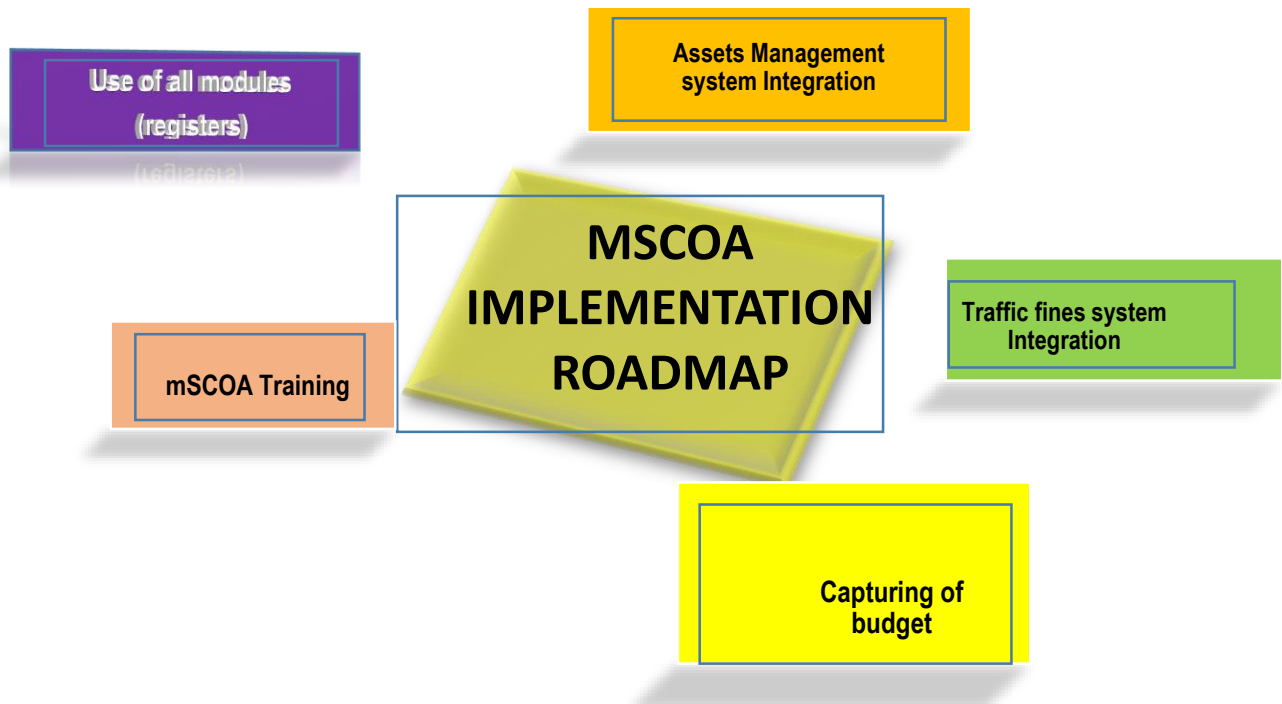 Use of all modules
(registers)
Assets Management
system Integration
MSCOA
IMPLEMENTATION
ROADMAP
Traffic fines system
Integration
mSCOA Training
Capturing of
budget